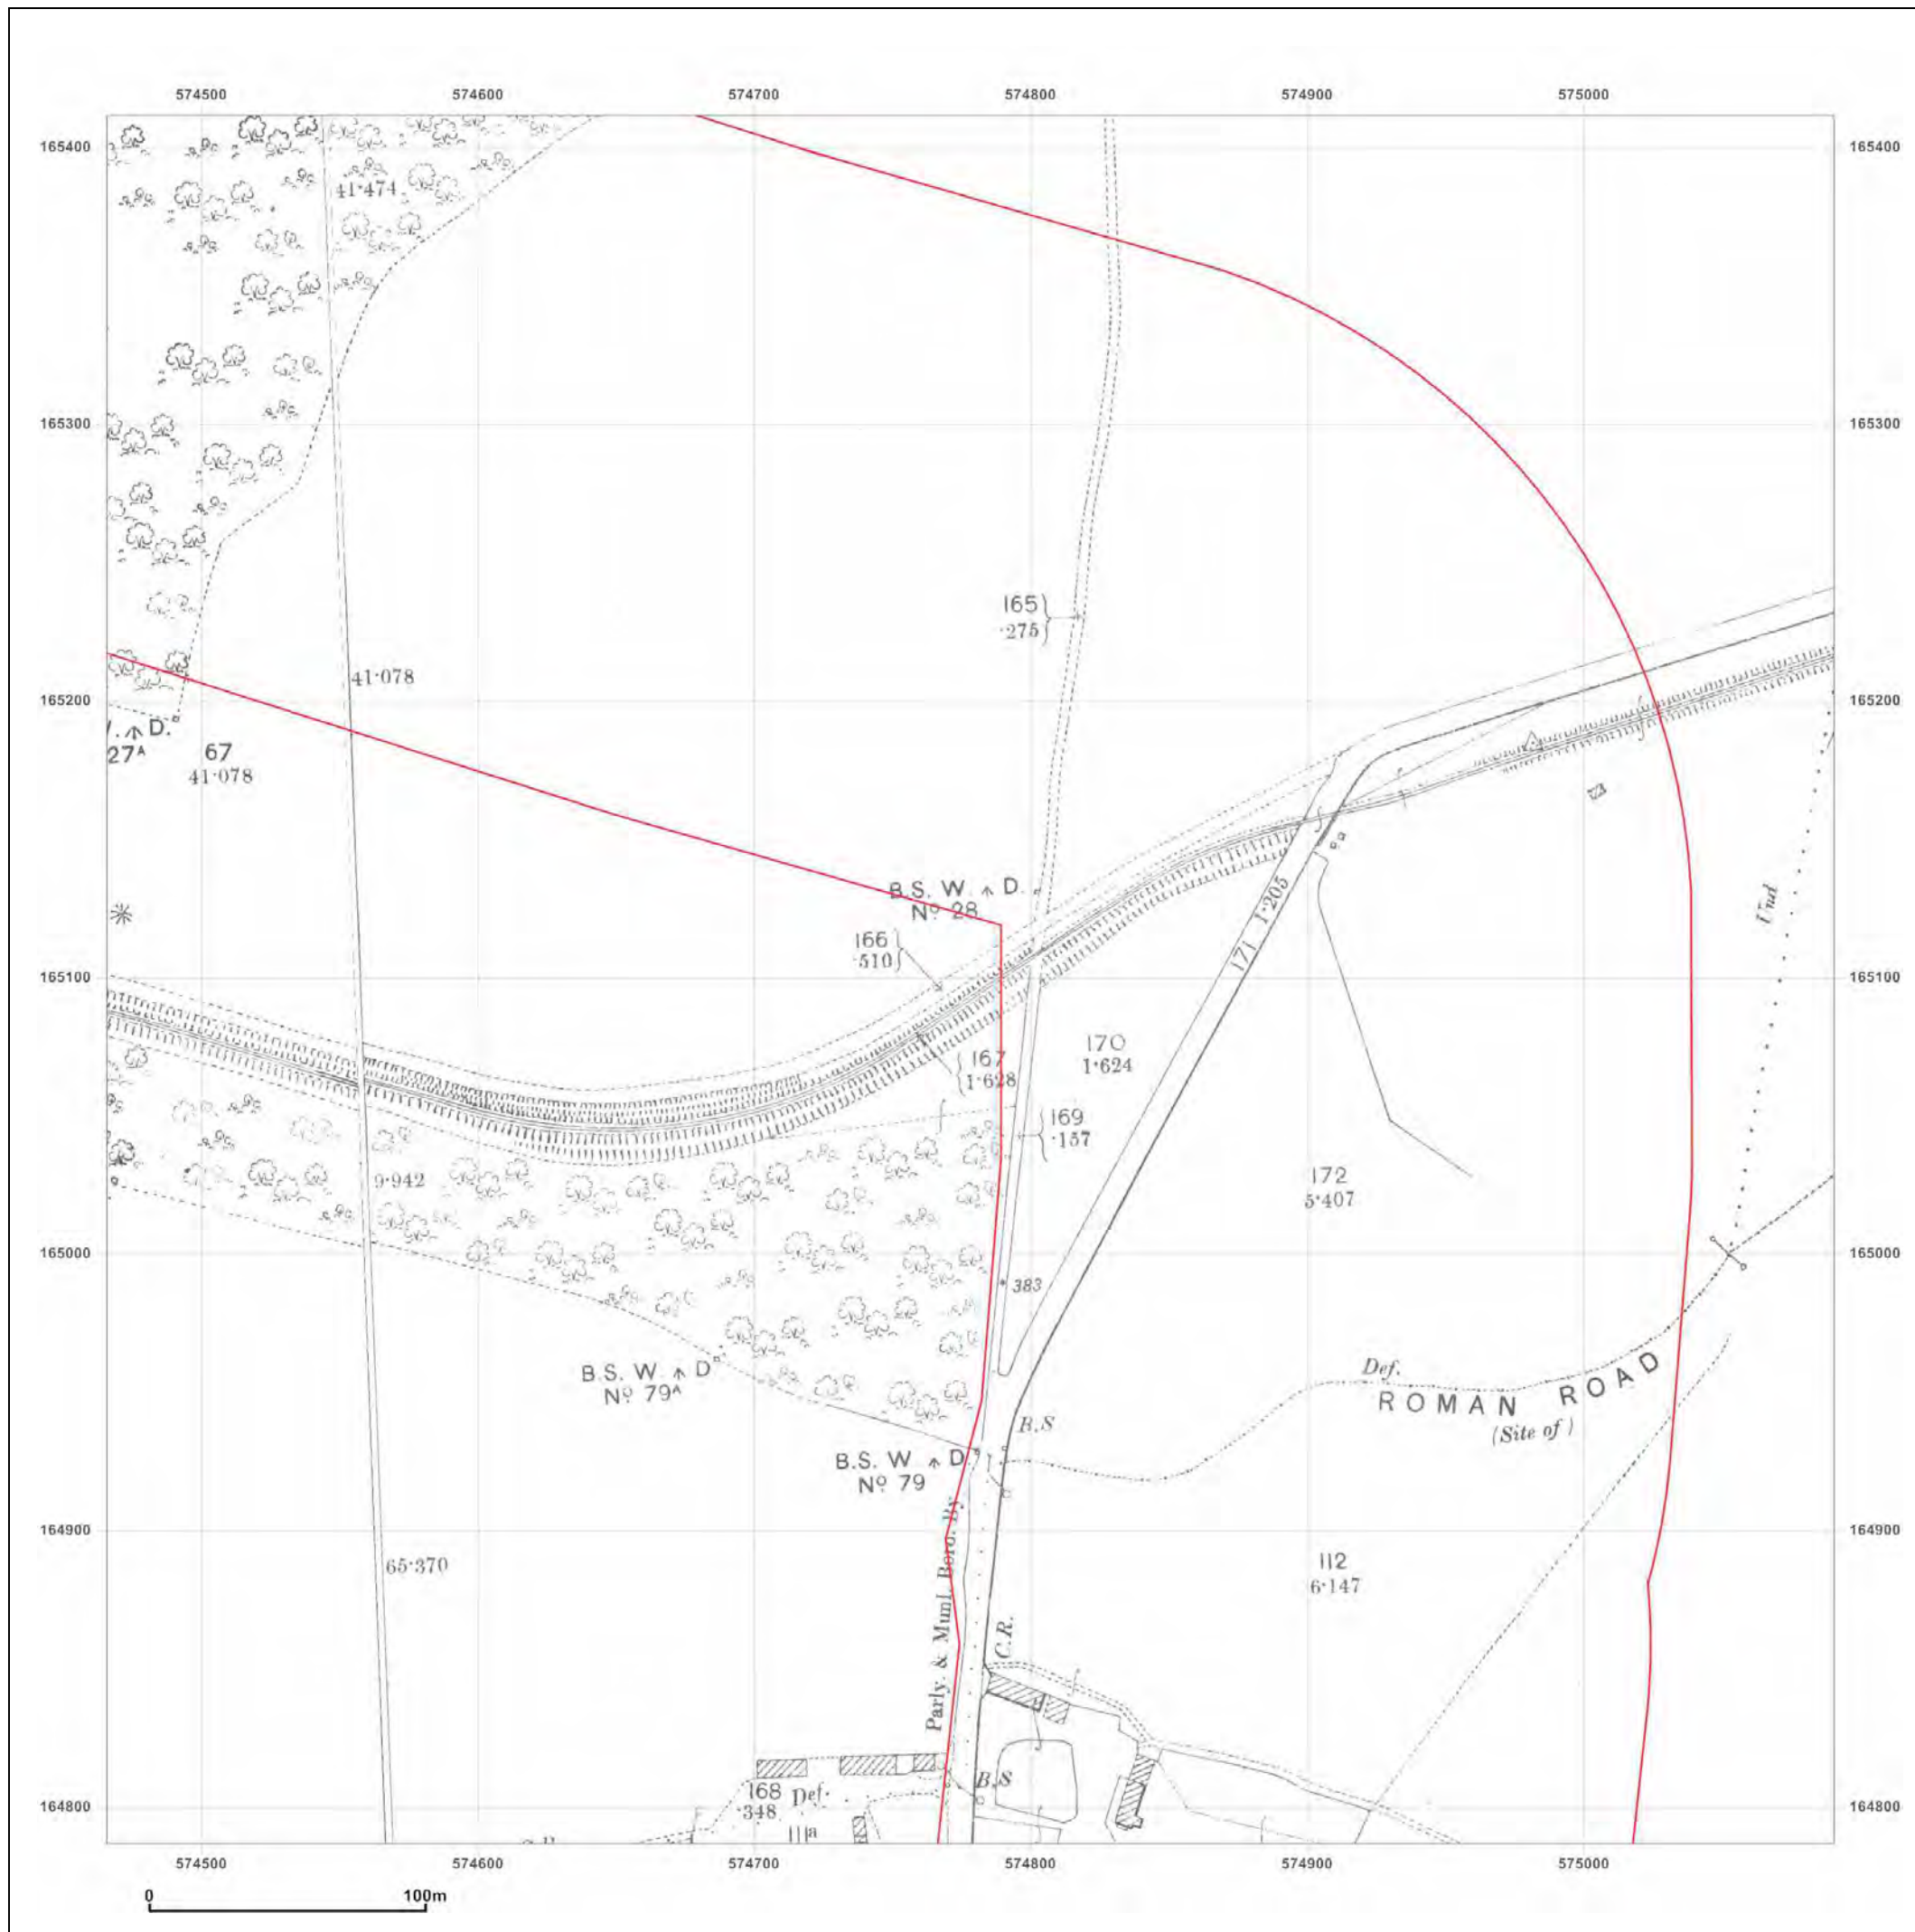 574500 574600 574700 574800 574900 575000
165400 165400
41·474
165300 165300
165
·275
41·078
165200 165200
D.
27ᴬ
67
41·078
B.S. W. ↑ D.
Nº 28
Und
171 1·205
166
·510
165100 165100
170
1·624
167
1·628
169
·157
172
5·407
9·942
165000 165000
383
Def.
ROMAN ROAD
(Site of)
B.S. W. ↑ D
Nº 79ᴬ
B.S
B.S. W ↑ D
Nº 79
164900 164900
Parly. & Munl. Boro. By
65·370
112
6·147
C.R.
B.S
168
·348
Def.
111a
164800 164800
574500 574600 574700 574800 574900 575000
0 100m